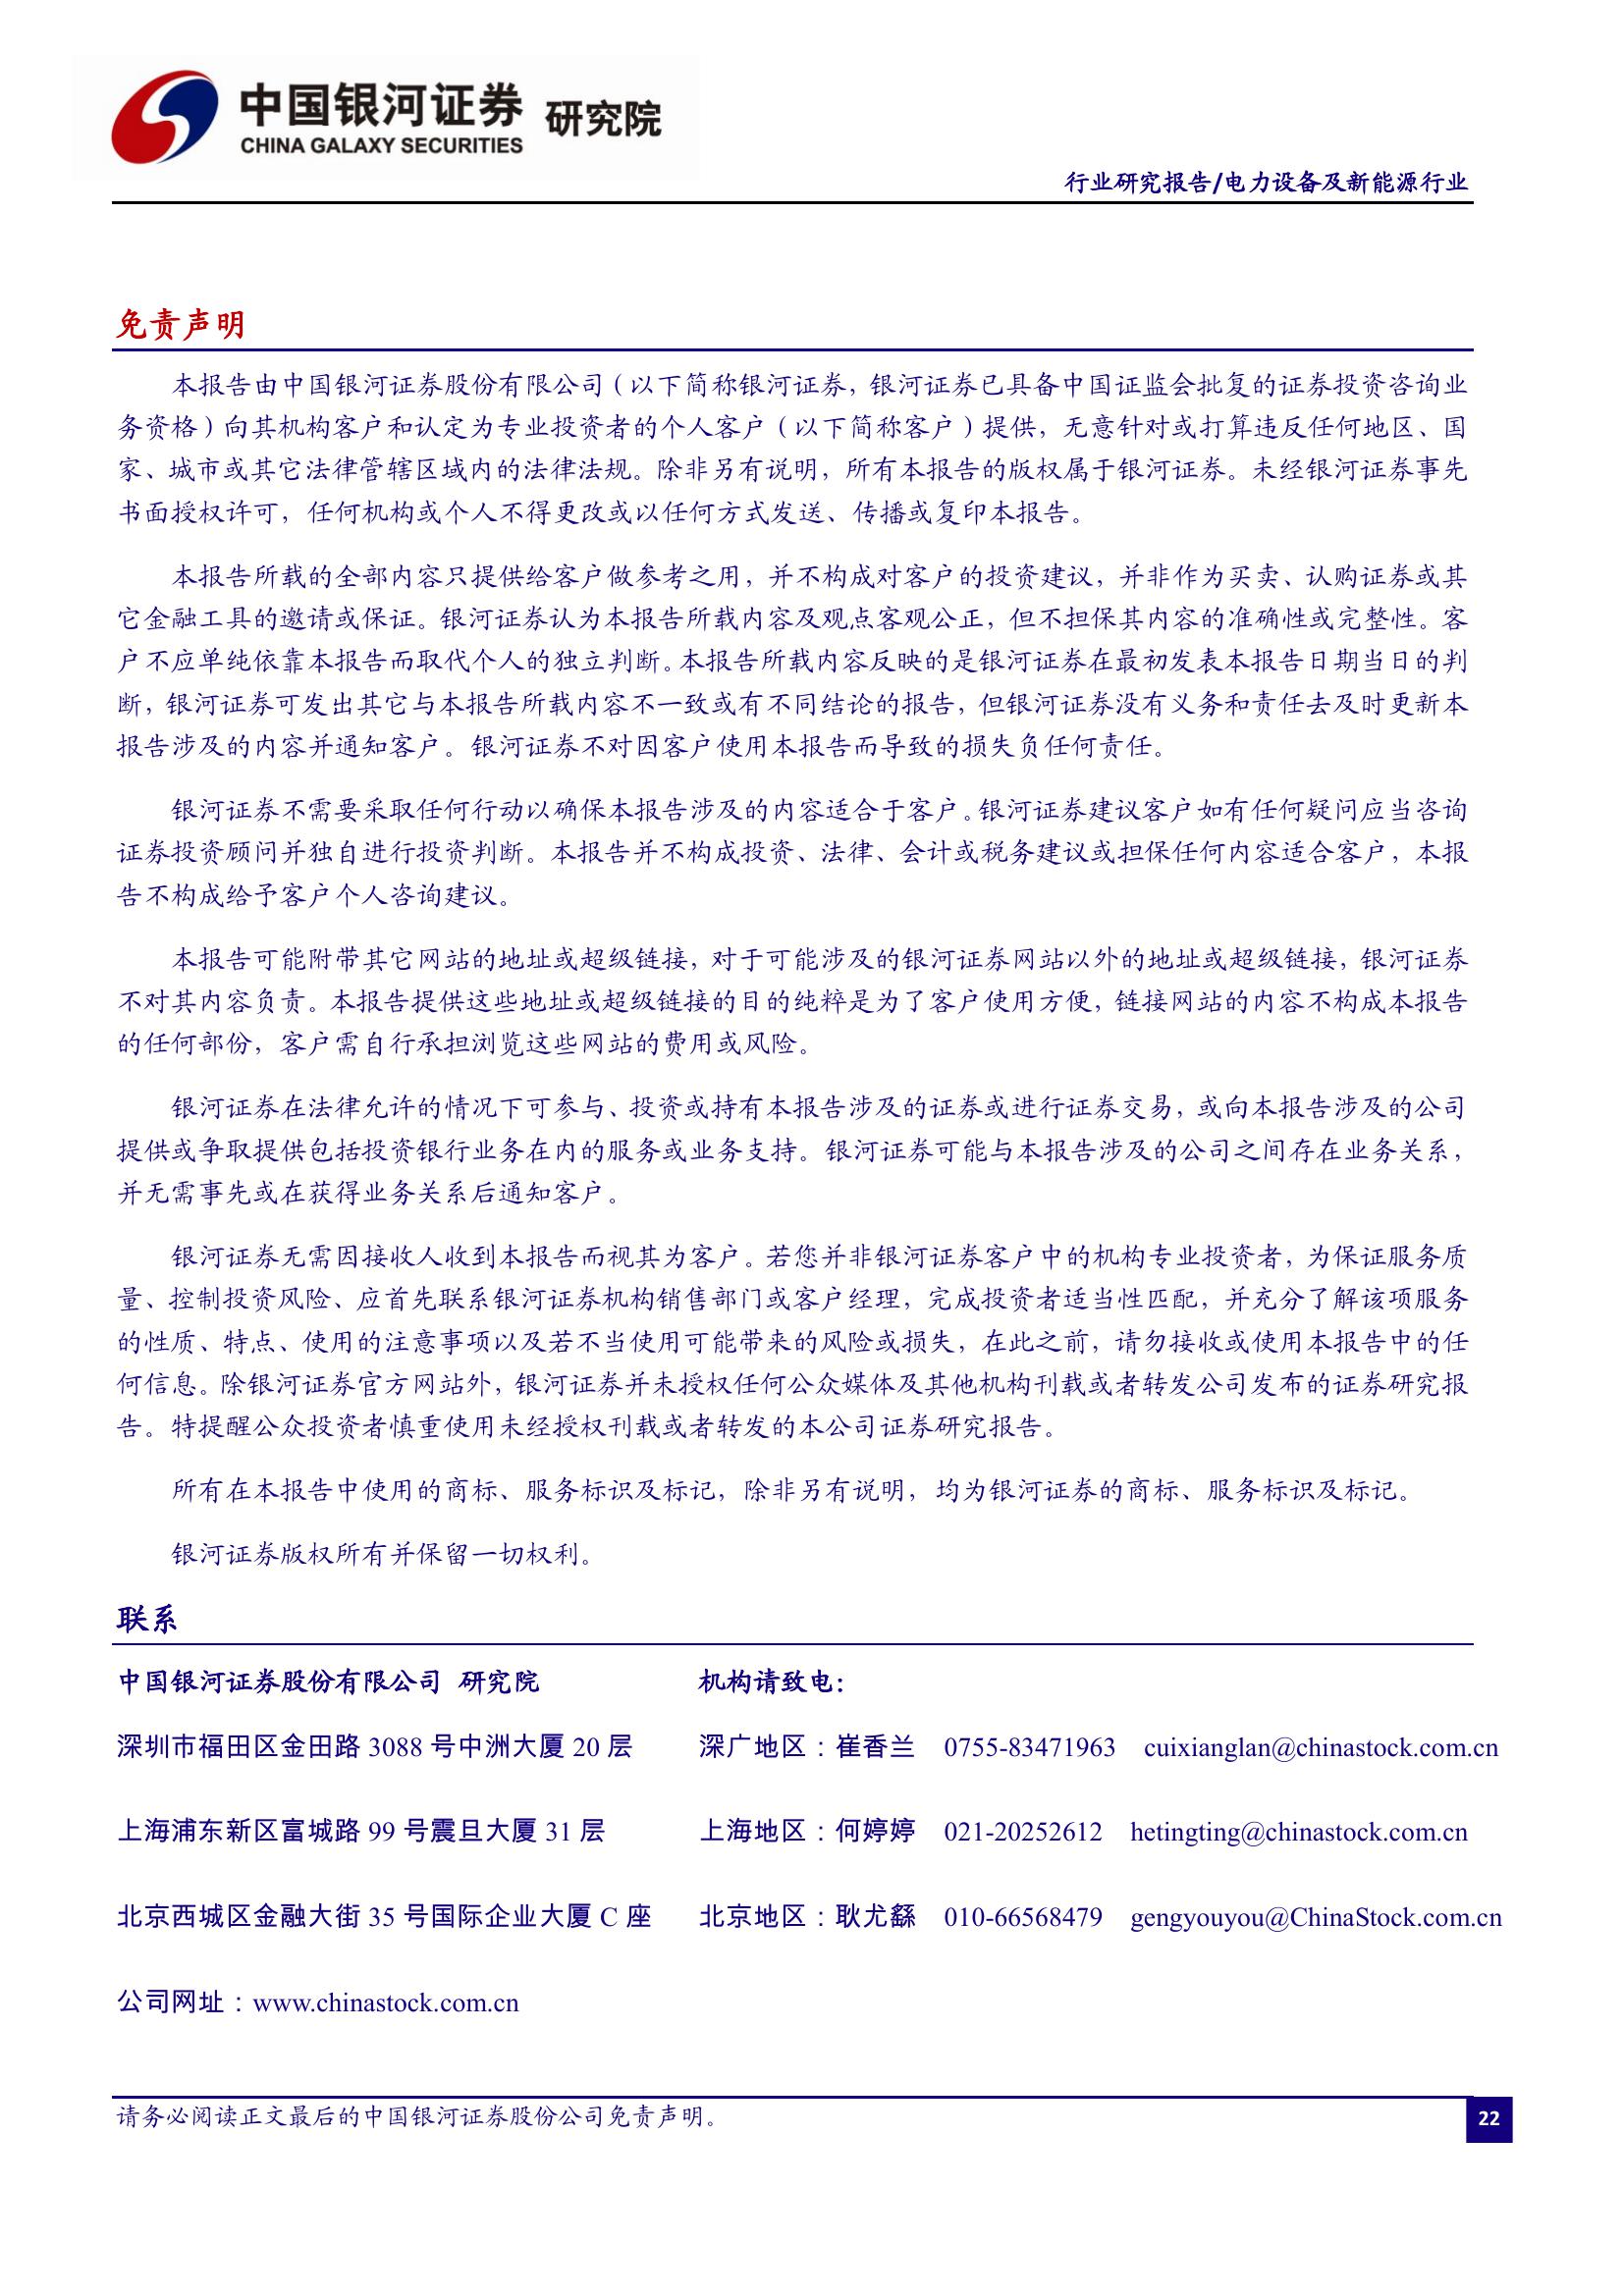 中国银河证券 研究院
CHINA GALAXY SECURITIES
行业研究报告/电力设备及新能源行业
免责声明
本报告由中国银河证券股份有限公司（以下简称银河证券，银河证券已具备中国证监会批复的证券投资咨询业
务资格）向其机构客户和认定为专业投资者的个人客户（以下简称客户）提供，无意针对或打算违反任何地区、国
家、城市或其它法律管辖区域内的法律法规。除非另有说明，所有本报告的版权属于银河证券。未经银河证券事先
书面授权许可，任何机构或个人不得更改或以任何方式发送、传播或复印本报告。
本报告所载的全部内容只提供给客户做参考之用，并不构成对客户的投资建议，并非作为买卖、认购证券或其
它金融工具的邀请或保证。银河证券认为本报告所载内容及观点客观公正，但不担保其内容的准确性或完整性。客
户不应单纯依靠本报告而取代个人的独立判断。本报告所载内容反映的是银河证券在最初发表本报告日期当日的判
断，银河证券可发出其它与本报告所载内容不一致或有不同结论的报告，但银河证券没有义务和责任去及时更新本
报告涉及的内容并通知客户。银河证券不对因客户使用本报告而导致的损失负任何责任。
银河证券不需要采取任何行动以确保本报告涉及的内容适合于客户。银河证券建议客户如有任何疑问应当咨询
证券投资顾问并独自进行投资判断。本报告并不构成投资、法律、会计或税务建议或担保任何内容适合客户，本报
告不构成给予客户个人咨询建议。
本报告可能附带其它网站的地址或超级链接，对于可能涉及的银河证券网站以外的地址或超级链接，银河证券
不对其内容负责。本报告提供这些地址或超级链接的目的纯粹是为了客户使用方便，链接网站的内容不构成本报告
的任何部份，客户需自行承担浏览这些网站的费用或风险。
银河证券在法律允许的情况下可参与、投资或持有本报告涉及的证券或进行证券交易，或向本报告涉及的公司
提供或争取提供包括投资银行业务在内的服务或业务支持。银河证券可能与本报告涉及的公司之间存在业务关系，
并无需事先或在获得业务关系后通知客户。
银河证券无需因接收人收到本报告而视其为客户。若您并非银河证券客户中的机构专业投资者，为保证服务质
量、控制投资风险、应首先联系银河证券机构销售部门或客户经理，完成投资者适当性匹配，并充分了解该项服务
的性质、特点、使用的注意事项以及若不当使用可能带来的风险或损失，在此之前，请勿接收或使用本报告中的任
何信息。除银河证券官方网站外，银河证券并未授权任何公众媒体及其他机构刊载或者转发公司发布的证券研究报
告。特提醒公众投资者慎重使用未经授权刊载或者转发的本公司证券研究报告。
所有在本报告中使用的商标、服务标识及标记，除非另有说明，均为银河证券的商标、服务标识及标记。
银河证券版权所有并保留一切权利。
联系
中国银河证券股份有限公司 研究院 机构请致电：
深圳市福田区金田路 3088 号中洲大厦 20 层 深广地区：崔香兰 0755-83471963 cuixianglan@chinastock.com.cn
上海浦东新区富城路 99 号震旦大厦 31 层 上海地区：何婷婷 021-20252612 hetingting@chinastock.com.cn
北京西城区金融大街 35 号国际企业大厦 C 座 北京地区：耿尤繇 010-66568479 gengyouyou@ChinaStock.com.cn
公司网址：www.chinastock.com.cn
请务必阅读正文最后的中国银河证券股份公司免责声明。
22